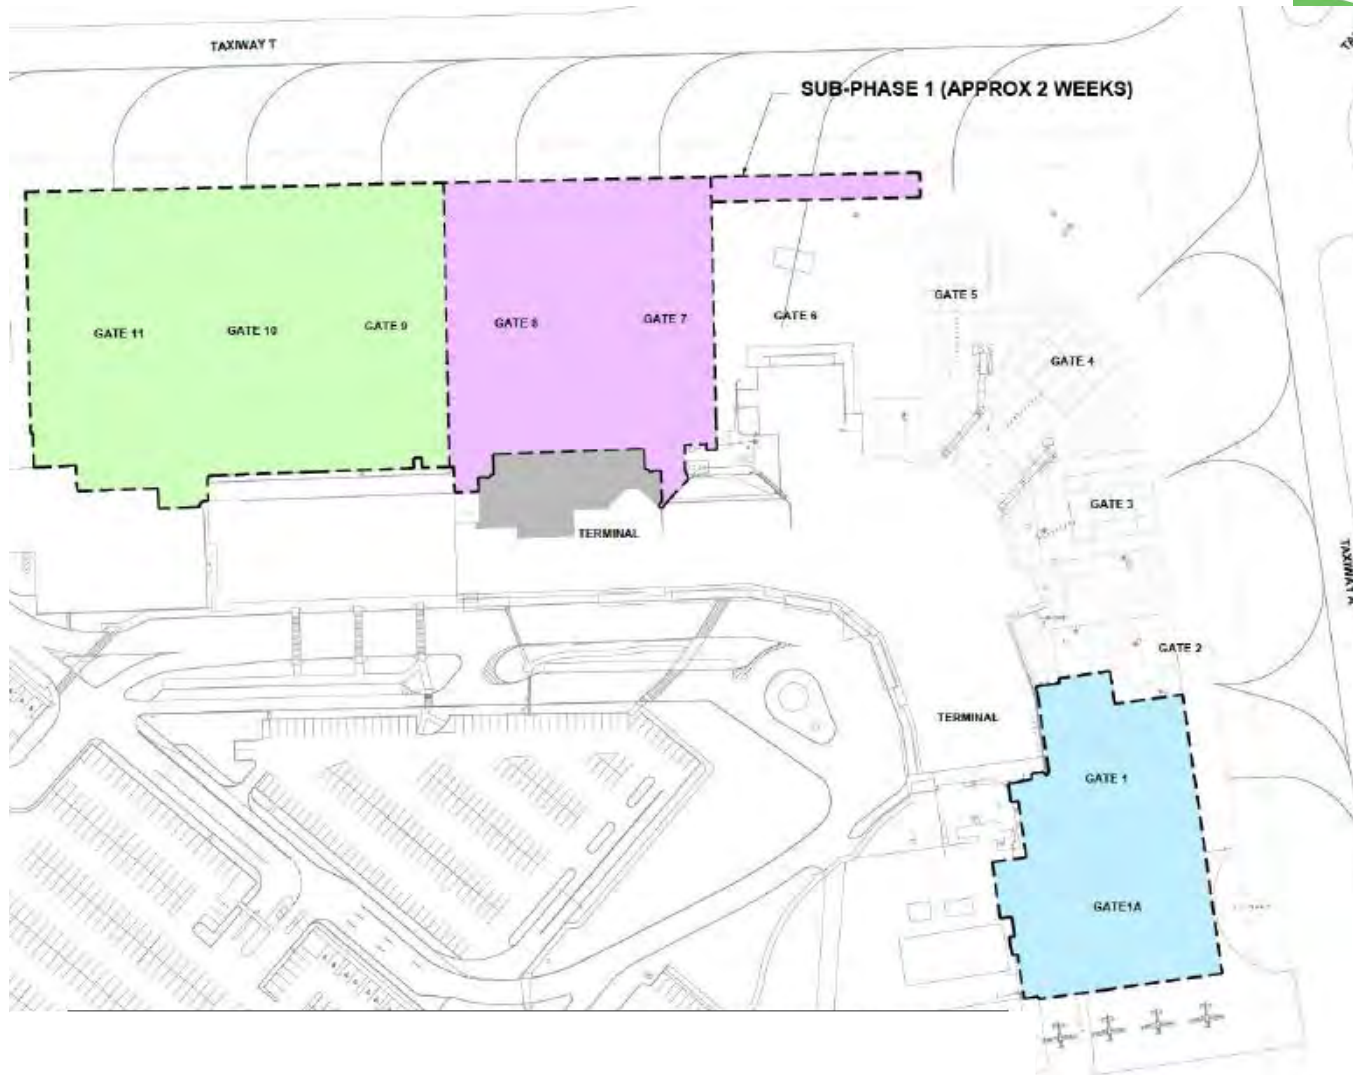 TAXIWAY T
SUB-PHASE 1 (APPROX 2 WEEKS)
GATE 5
GATE 11
GATE 10
GATE 9
GATE 8
GATE 7
GATE 6
GATE 4
GATE 3
TERMINAL
TAXIWAY A
GATE 2
TERMINAL
GATE 1
GATE1A